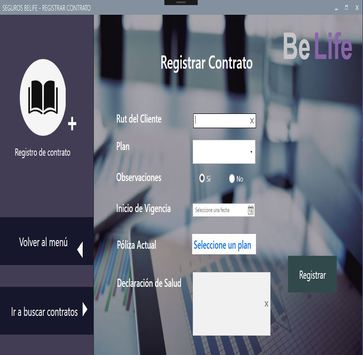 SEGUROS BELIFE - REGISTRAR CONTRATO
Be Life
Registrar Contrato
Registro de contrato
Rut del Cliente
X
Plan
Observaciones
Si
No
Inicio de Vigencia
Seleccione una fecha
Volver al menú
Póliza Actual
Seleccione un plan
Registrar
Declaración de Salud
X
Ir a buscar contratos